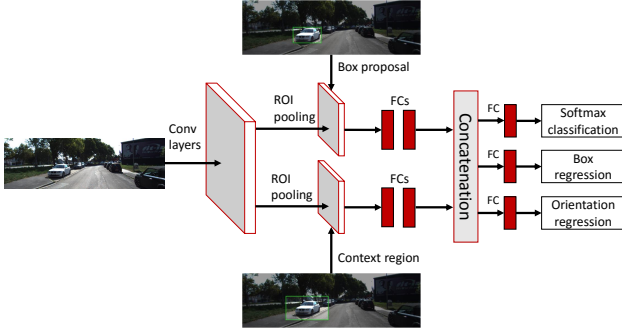 Box proposal
ROI
pooling
FCs
Conv
layers
Concatenation
FC
Softmax
classification
FC
Box
regression
ROI
pooling
FCs
FC
Orientation
regression
Context region